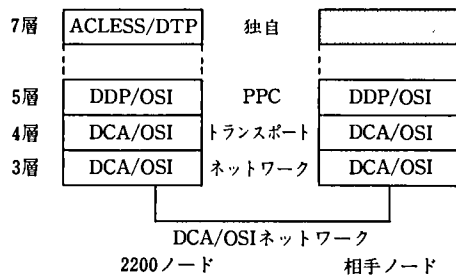 7層 ACLESS/DTP 独自
5層 DDP/OSI PPC DDP/OSI
4層 DCA/OSI トランスポート DCA/OSI
3層 DCA/OSI ネットワーク DCA/OSI
DCA/OSIネットワーク
2200ノード 相手ノード